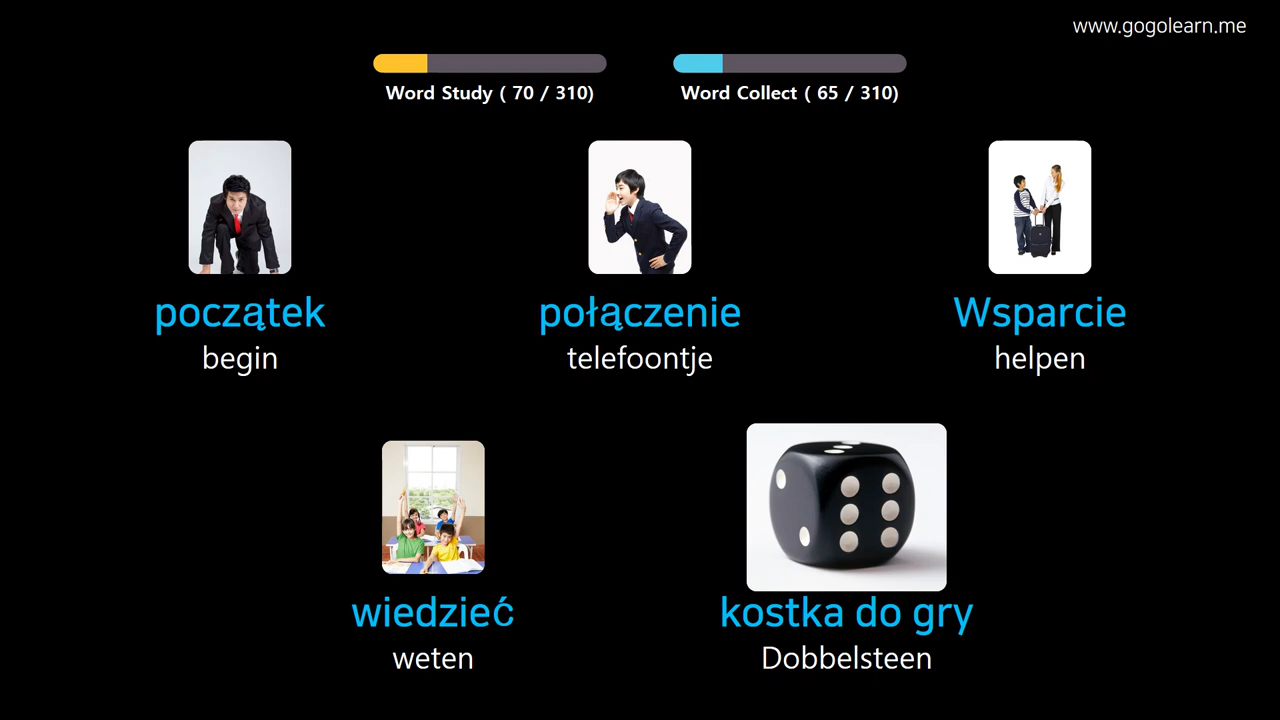 www.gogolearn.me
Word Study ( 70 / 310)
Word Collect ( 65 / 310)
początek
begin
połączenie
telefoontje
Wsparcie
helpen
wiedzieć
weten
kostka do gry
Dobbelsteen